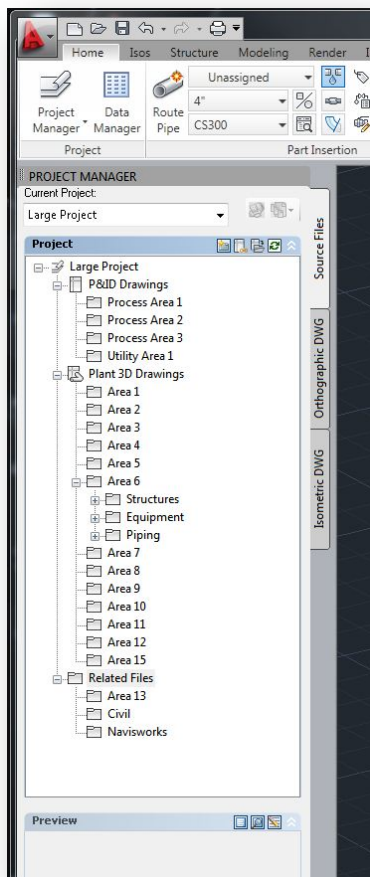 Home Isos Structure Modeling Render
Unassigned
4"
CS300
Project Manager
Data Manager
Route Pipe
Project
Part Insertion
PROJECT MANAGER
Current Project:
Large Project
Project
Large Project
P&ID Drawings
Process Area 1
Process Area 2
Process Area 3
Utility Area 1
Plant 3D Drawings
Area 1
Area 2
Area 3
Area 4
Area 5
Area 6
Structures
Equipment
Piping
Area 7
Area 8
Area 9
Area 10
Area 11
Area 12
Area 15
Related Files
Area 13
Civil
Navisworks
Source Files
Orthographic DWG
Isometric DWG
Preview